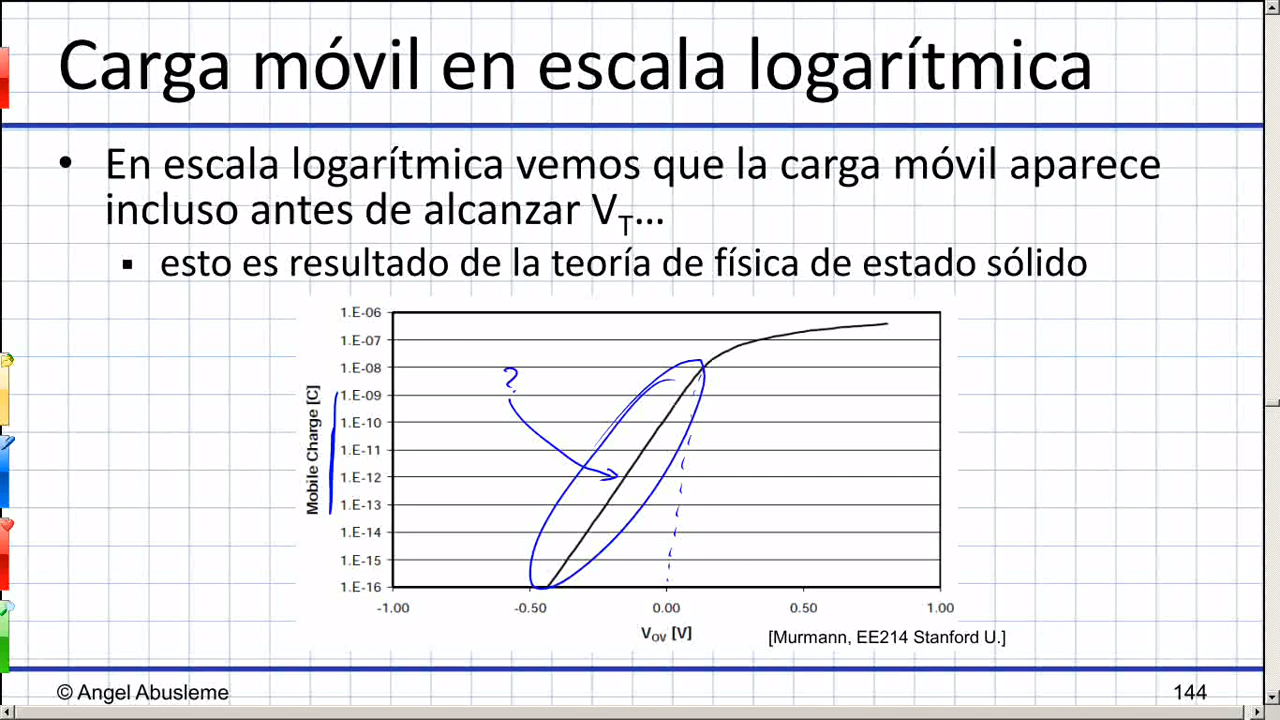 Carga móvil en escala logarítmica
• En escala logarítmica vemos que la carga móvil aparece
incluso antes de alcanzar VT...
▪ esto es resultado de la teoría de física de estado sólido
1.E-06
1.E-07
1.E-08
1.E-09
1.E-10
1.E-11
1.E-12
1.E-13
1.E-14
1.E-15
1.E-16
Mobile Charge [C]
?
-1.00 -0.50 0.00 0.50 1.00
VOV [V]
[Murmann, EE214 Stanford U.]
© Angel Abusleme
144